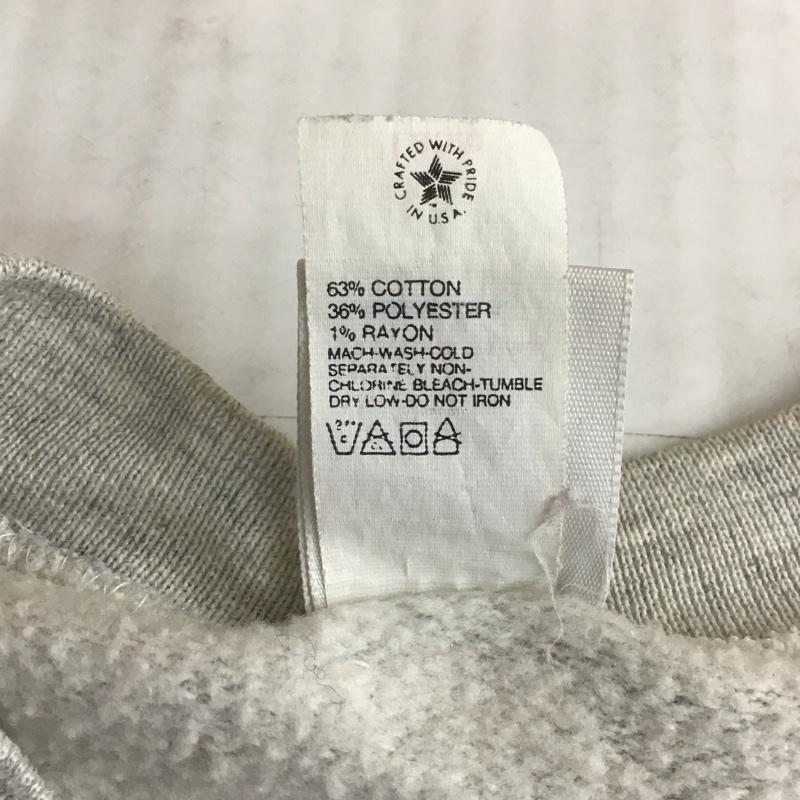 CRAFTED WITH PRIDE
IN U.S.A.
63% COTTON
36% POLYESTER
1% RAYON
MACH-WASH-COLD
SEPARATELY NON-
CHLORINE BLEACH-TUMBLE
DRY LOW-DO NOT IRON